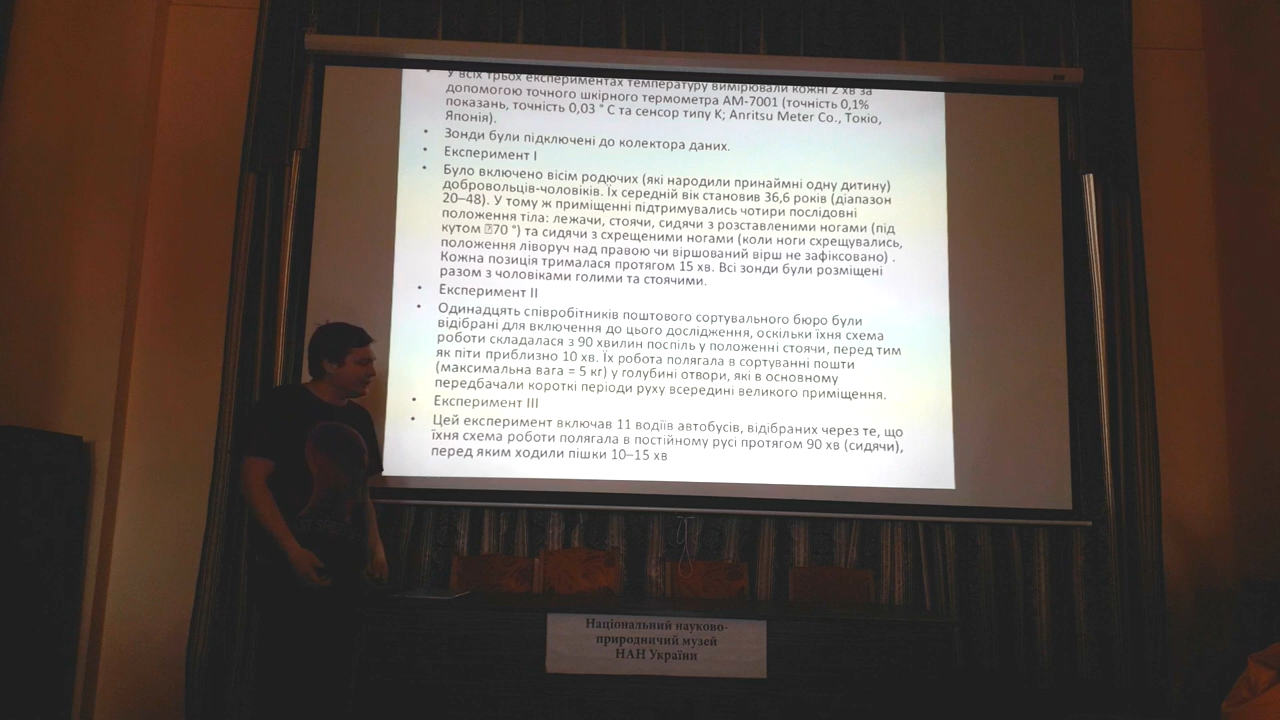 • У всіх трьох експериментах температуру вимірювали кожні 2 хв за
допомогою точного шкірного термометра AM-7001 (точність 0,1%
показань, точність 0,03 ° C та сенсор типу K; Anritsu Meter Co., Токіо,
Японія).
• Зонди були підключені до колектора даних.
• Експеримент I
• Було включено вісім родючих (які народили принаймні одну дитину)
добровольців-чоловіків. Їх середній вік становив 36,6 років (діапазон
20–48). У тому ж приміщенні підтримувались чотири послідовні
положення тіла: лежачи, стоячи, сидячи з розставленими ногами (під
кутом 70 °) та сидячи з схрещеними ногами (коли ноги схрещувались,
положення ліворуч над правою чи віршований вірш не зафіксовано) .
Кожна позиція трималася протягом 15 хв. Всі зонди були розміщені
разом з чоловіками голими та стоячими.
• Експеримент II
• Одинадцять співробітників поштового сортувального бюро були
відібрані для включення до цього дослідження, оскільки їхня схема
роботи складалася з 90 хвилин поспіль у положенні стоячи, перед тим
як піти приблизно 10 хв. Їх робота полягала в сортуванні пошти
(максимальна вага = 5 кг) у голубині отвори, які в основному
передбачали короткі періоди руху всередині великого приміщення.
• Експеримент III
• Цей експеримент включав 11 водіїв автобусів, відібраних через те, що
їхня схема роботи полягала в постійному русі протягом 90 хв (сидячи),
перед яким ходили пішки 10–15 хв
Національний науково-
природничий музей
НАН України